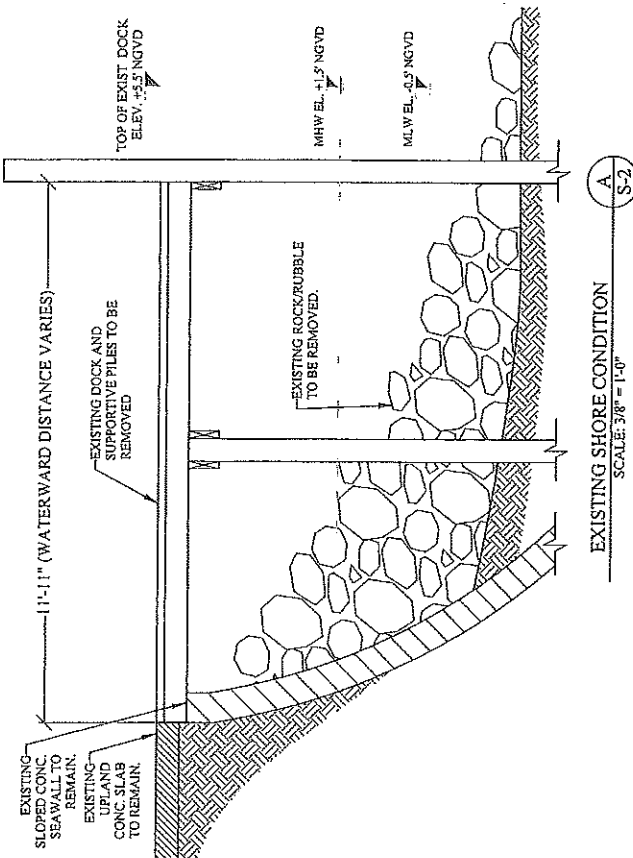 11'-11" (WATERWARD DISTANCE VARIES)
EXISTING
SLOPED CONC.
SEAWALL TO
REMAIN.
EXISTING
UPLAND
CONC. SLAB
TO REMAIN.
EXISTING DOCK AND
SUPPORTIVE PILES TO BE
REMOVED
TOP OF EXIST DOCK
ELEV. +5.5' NGVD
MHW EL. +1.5' NGVD
MLW EL. -0.5' NGVD
EXISTING ROCK/RUBBLE
TO BE REMOVED.
EXISTING SHORE CONDITION
SCALE: 3/8" = 1'-0"
A
S-2